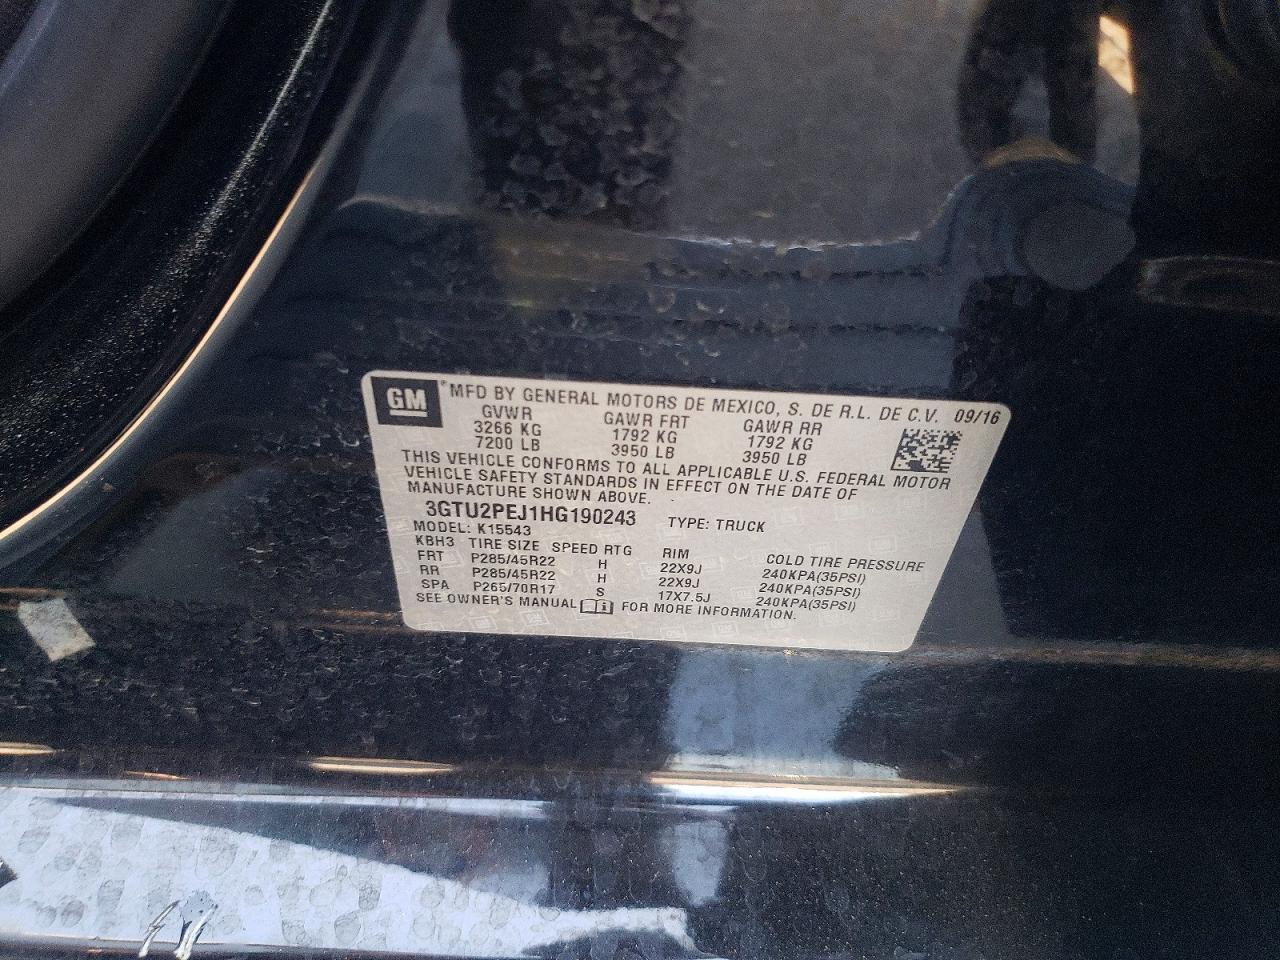 GM
MFD BY GENERAL MOTORS DE MEXICO, S. DE R.L. DE C.V. 09/16
GVWR GAWR FRT GAWR RR
3266 KG 1792 KG 1792 KG
7200 LB 3950 LB 3950 LB
THIS VEHICLE CONFORMS TO ALL APPLICABLE U.S. FEDERAL MOTOR
VEHICLE SAFETY STANDARDS IN EFFECT ON THE DATE OF
MANUFACTURE SHOWN ABOVE.
3GTU2PEJ1HG190243 TYPE: TRUCK
MODEL: K15543
KBH3 TIRE SIZE SPEED RTG RIM COLD TIRE PRESSURE
FRT P285/45R22 H 22X9J 240KPA(35PSI)
RR P285/45R22 H 22X9J 240KPA(35PSI)
SPA P265/70R17 S 17X7.5J 240KPA(35PSI)
SEE OWNER'S MANUAL FOR MORE INFORMATION.